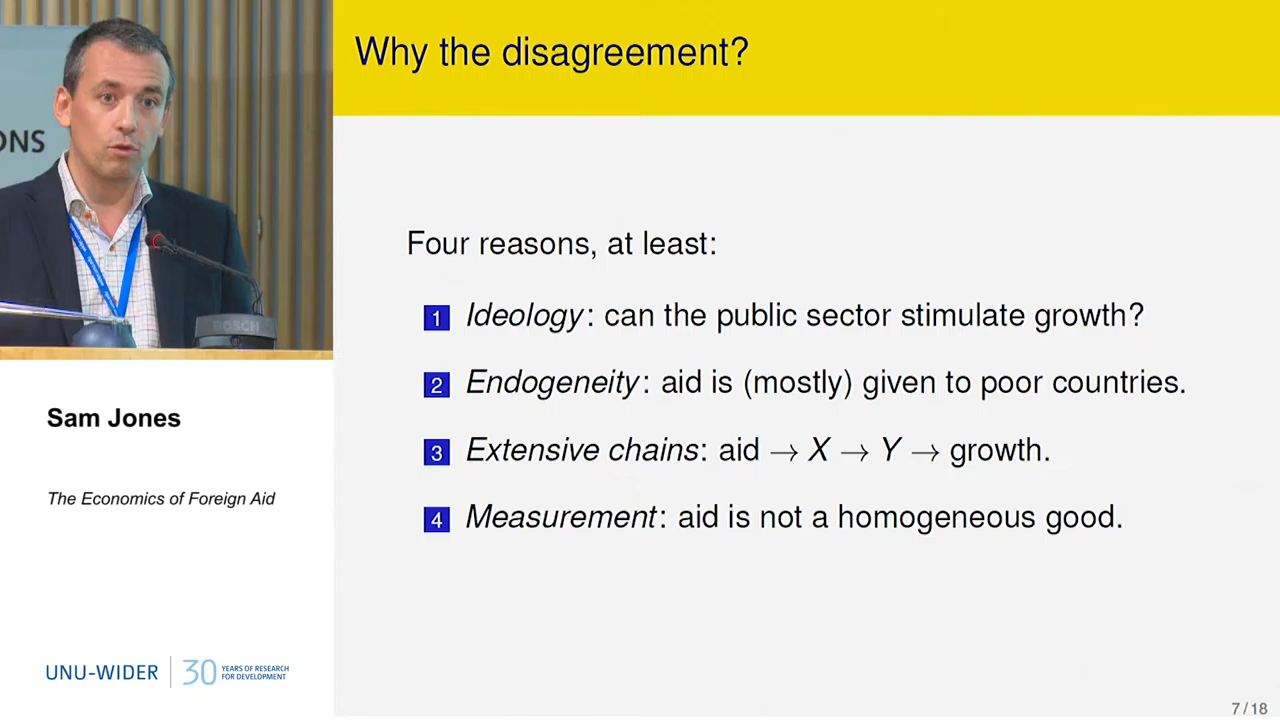 Why the disagreement?
ONS
BOSCH
Four reasons, at least:
1 Ideology: can the public sector stimulate growth?
2 Endogeneity: aid is (mostly) given to poor countries.
3 Extensive chains: aid → X → Y → growth.
4 Measurement: aid is not a homogeneous good.
Sam Jones
The Economics of Foreign Aid
UNU-WIDER
30 YEARS OF RESEARCH
FOR DEVELOPMENT
7 / 18